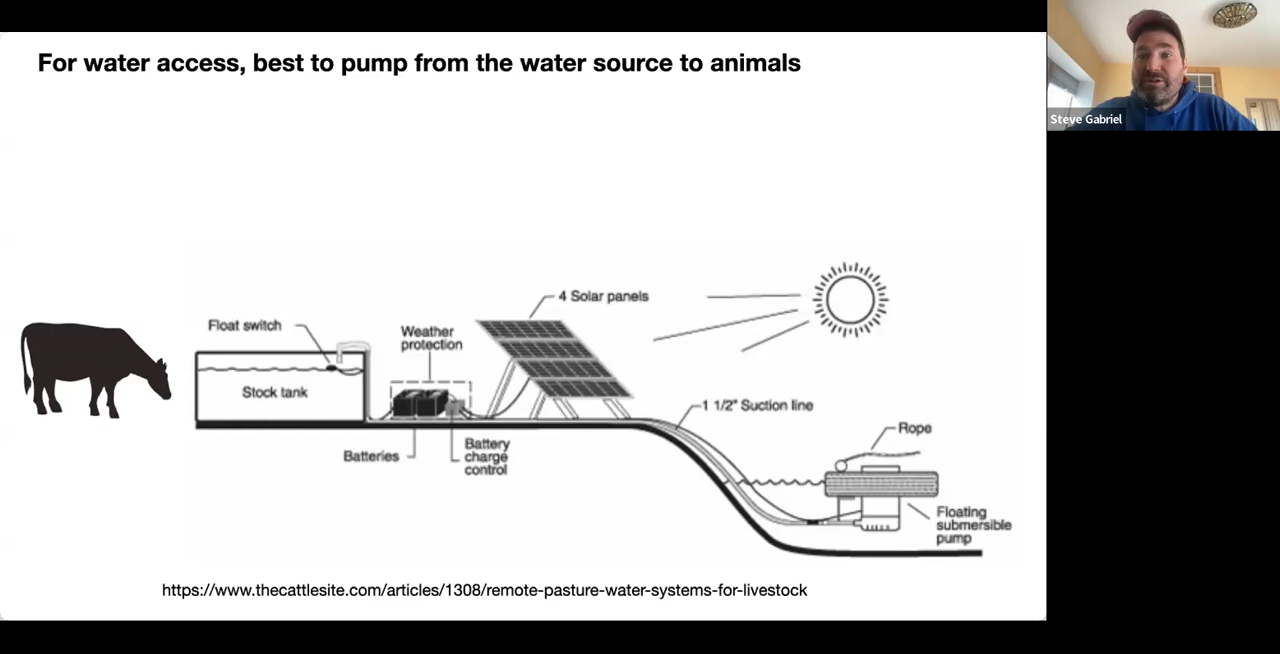 For water access, best to pump from the water source to animals
Steve Gabriel
4 Solar panels
Float switch
Weather
protection
Stock tank
1 1/2" Suction line
Rope
Batteries
Battery
charge
control
Floating
submersible
pump
https://www.thecattlesite.com/articles/1308/remote-pasture-water-systems-for-livestock